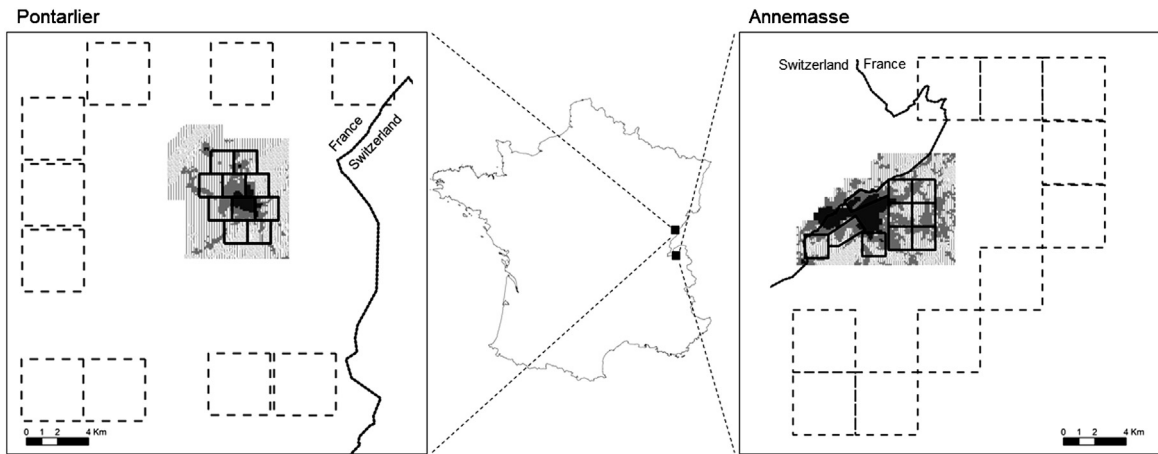 Pontarlier
Annemasse
Switzerland
France
France
Switzerland
0 1 2 4 Km
0 1 2 4 Km